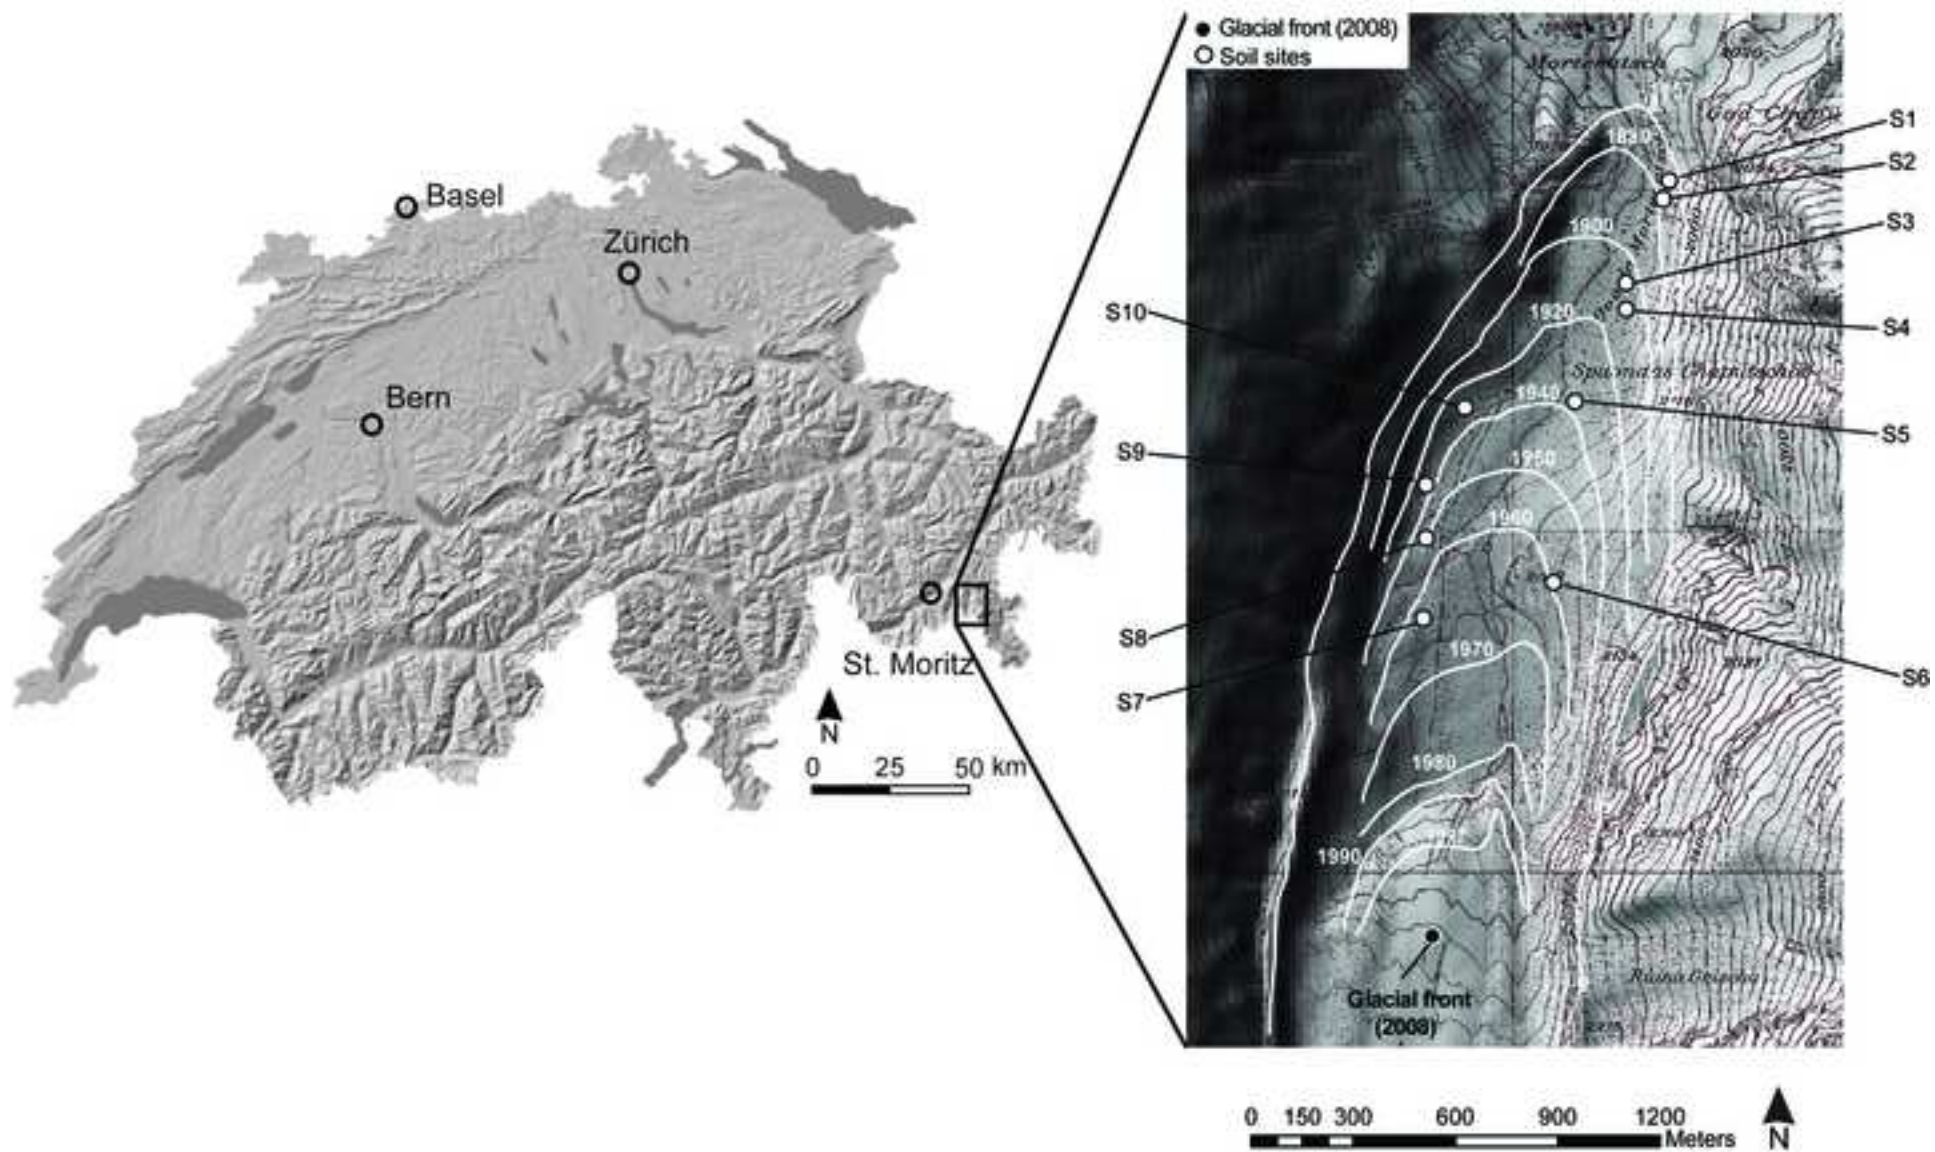 Basel
Zürich
Bern
St. Moritz
N
0 25 50 km
Glacial front (2008)
Soil sites
Morteratsch
S1
1890
S2
1900
S3
S10
1920
S4
1940
S5
S9
1950
1960
S8
1970
S6
S7
1980
1990
Glacial front
(2008)
0 150 300 600 900 1200
Meters
N